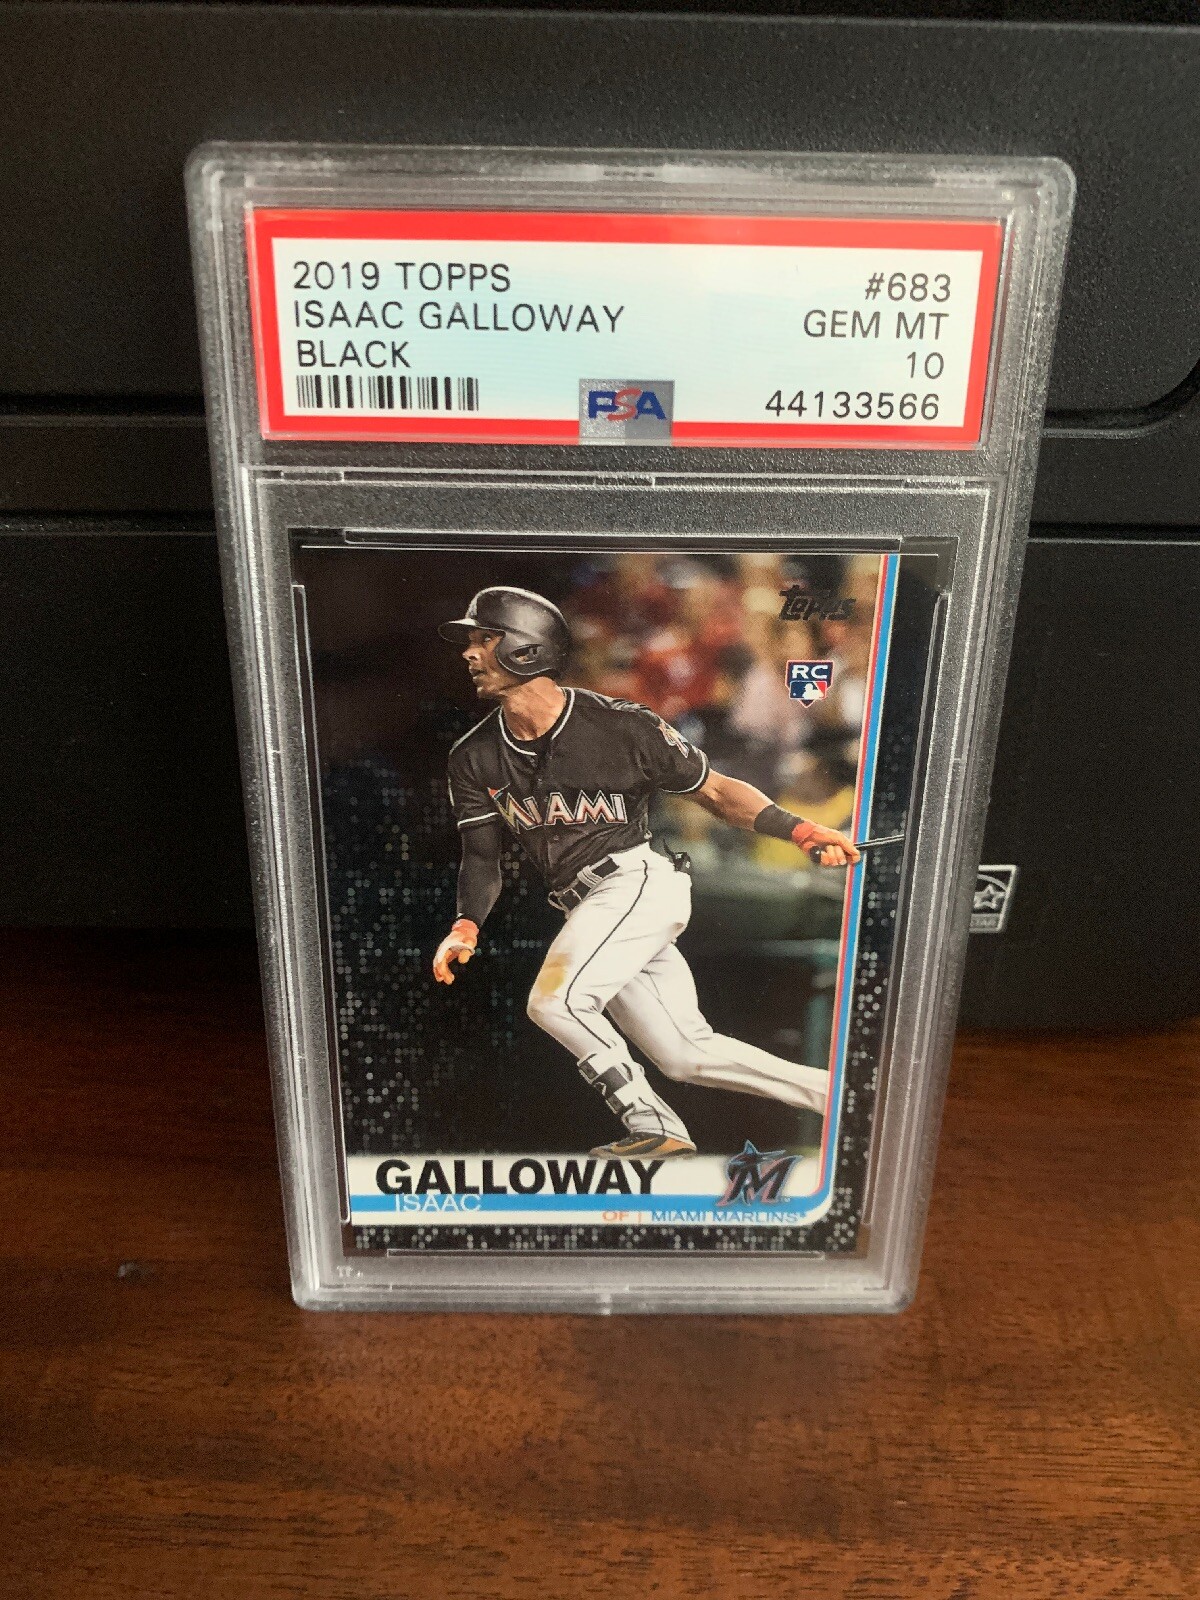 2019 TOPPS
ISAAC GALLOWAY
BLACK
#683
GEM MT
10
44133566
PSA
Topps
RC
MIAMI
GALLOWAY
ISAAC
M
OF | MIAMI MARLINS